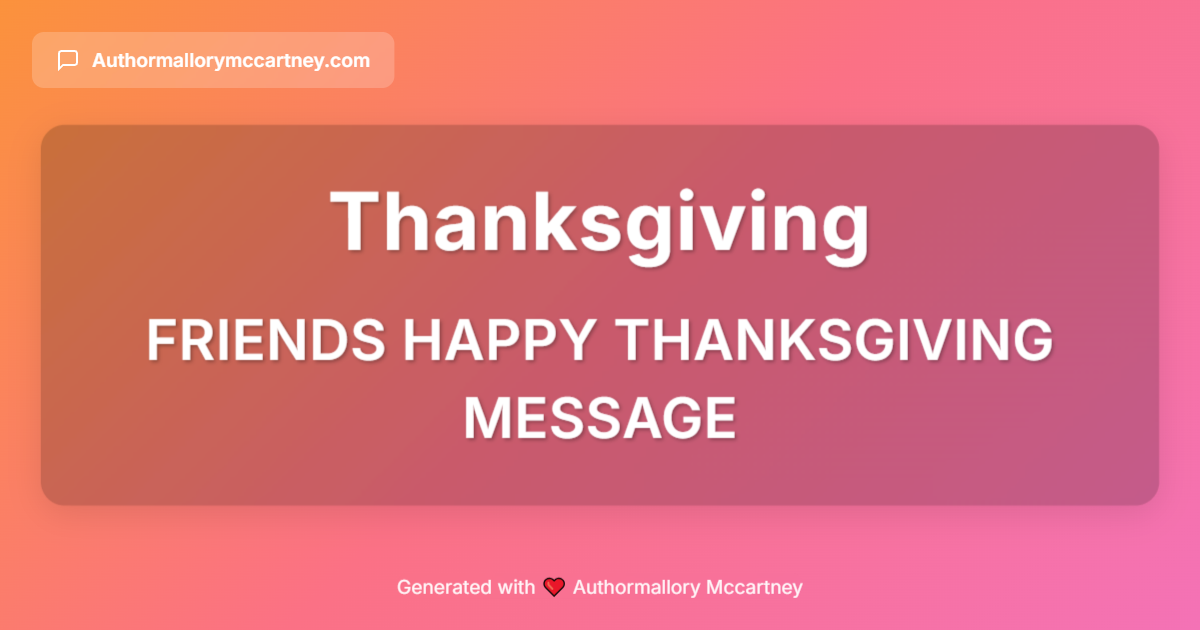 Authormallorymccartney.com
Thanksgiving
FRIENDS HAPPY THANKSGIVING
MESSAGE
Generated with ❤️ Authormallory Mccartney